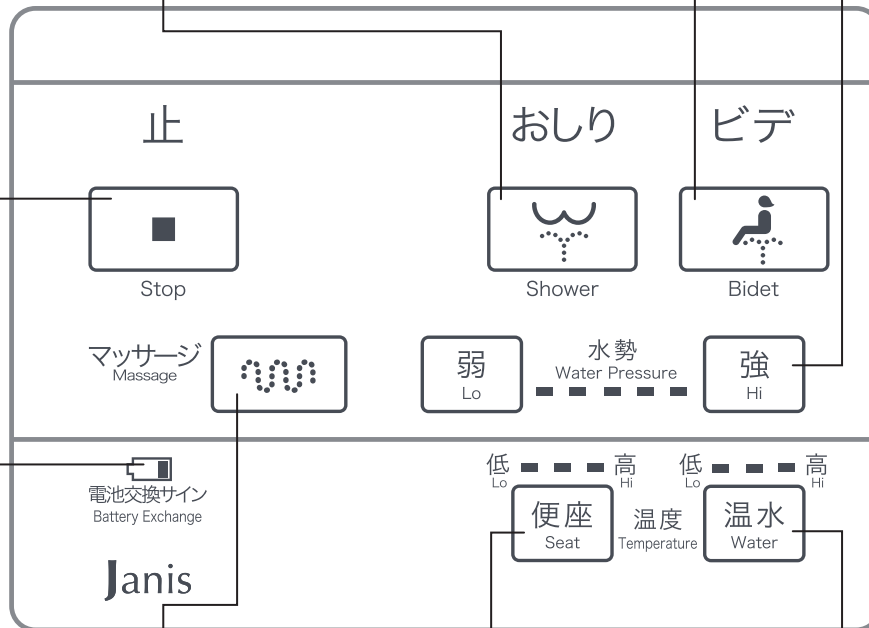 止
おしり
ビデ
Stop
Shower
Bidet
マッサージ
Massage
弱
Lo
水勢
Water Pressure
強
Hi
電池交換サイン
Battery Exchange
低
Lo
高
Hi
便座
Seat
温度
Temperature
低
Lo
高
Hi
温水
Water
Janis